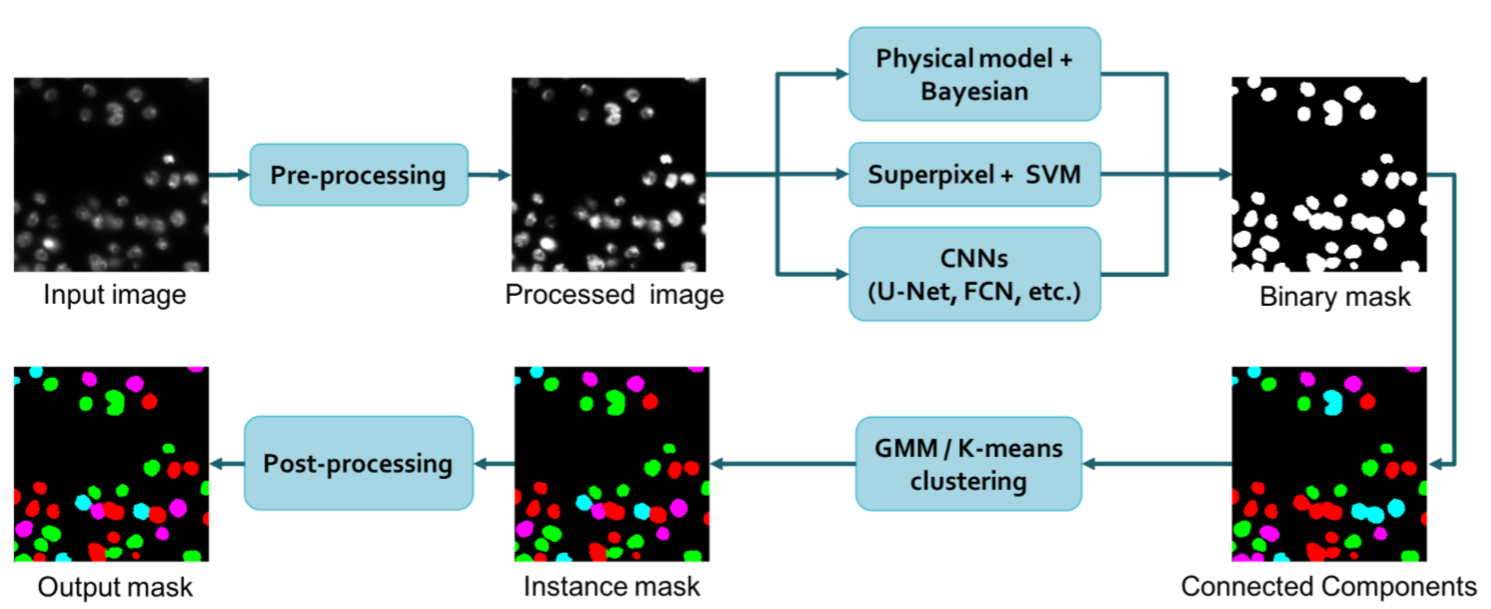 Physical model +
Bayesian
Pre-processing
Superpixel + SVM
CNNs
(U-Net, FCN, etc.)
Input image
Processed image
Binary mask
Post-processing
GMM / K-means
clustering
Output mask
Instance mask
Connected Components